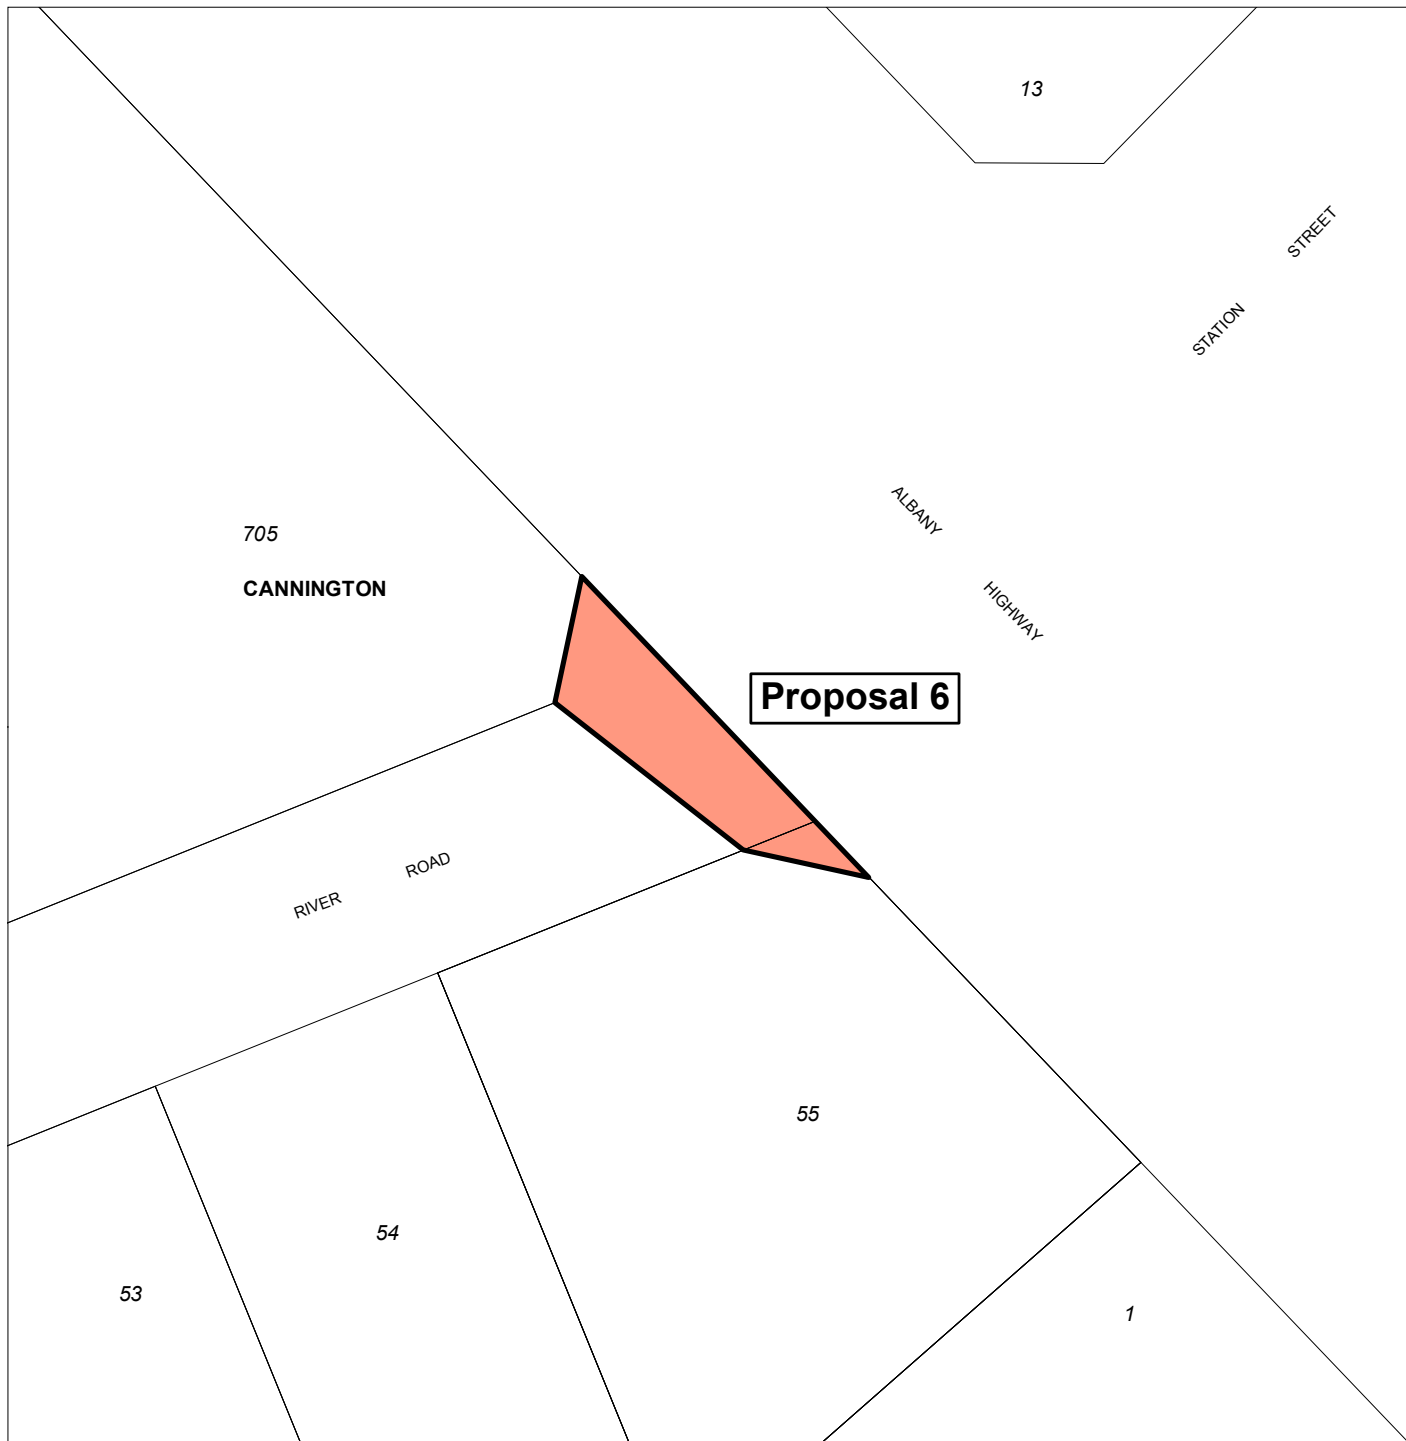 13
STREET
STATION
ALBANY
705
CANNINGTON
HIGHWAY
Proposal 6
ROAD
RIVER
55
54
53
1